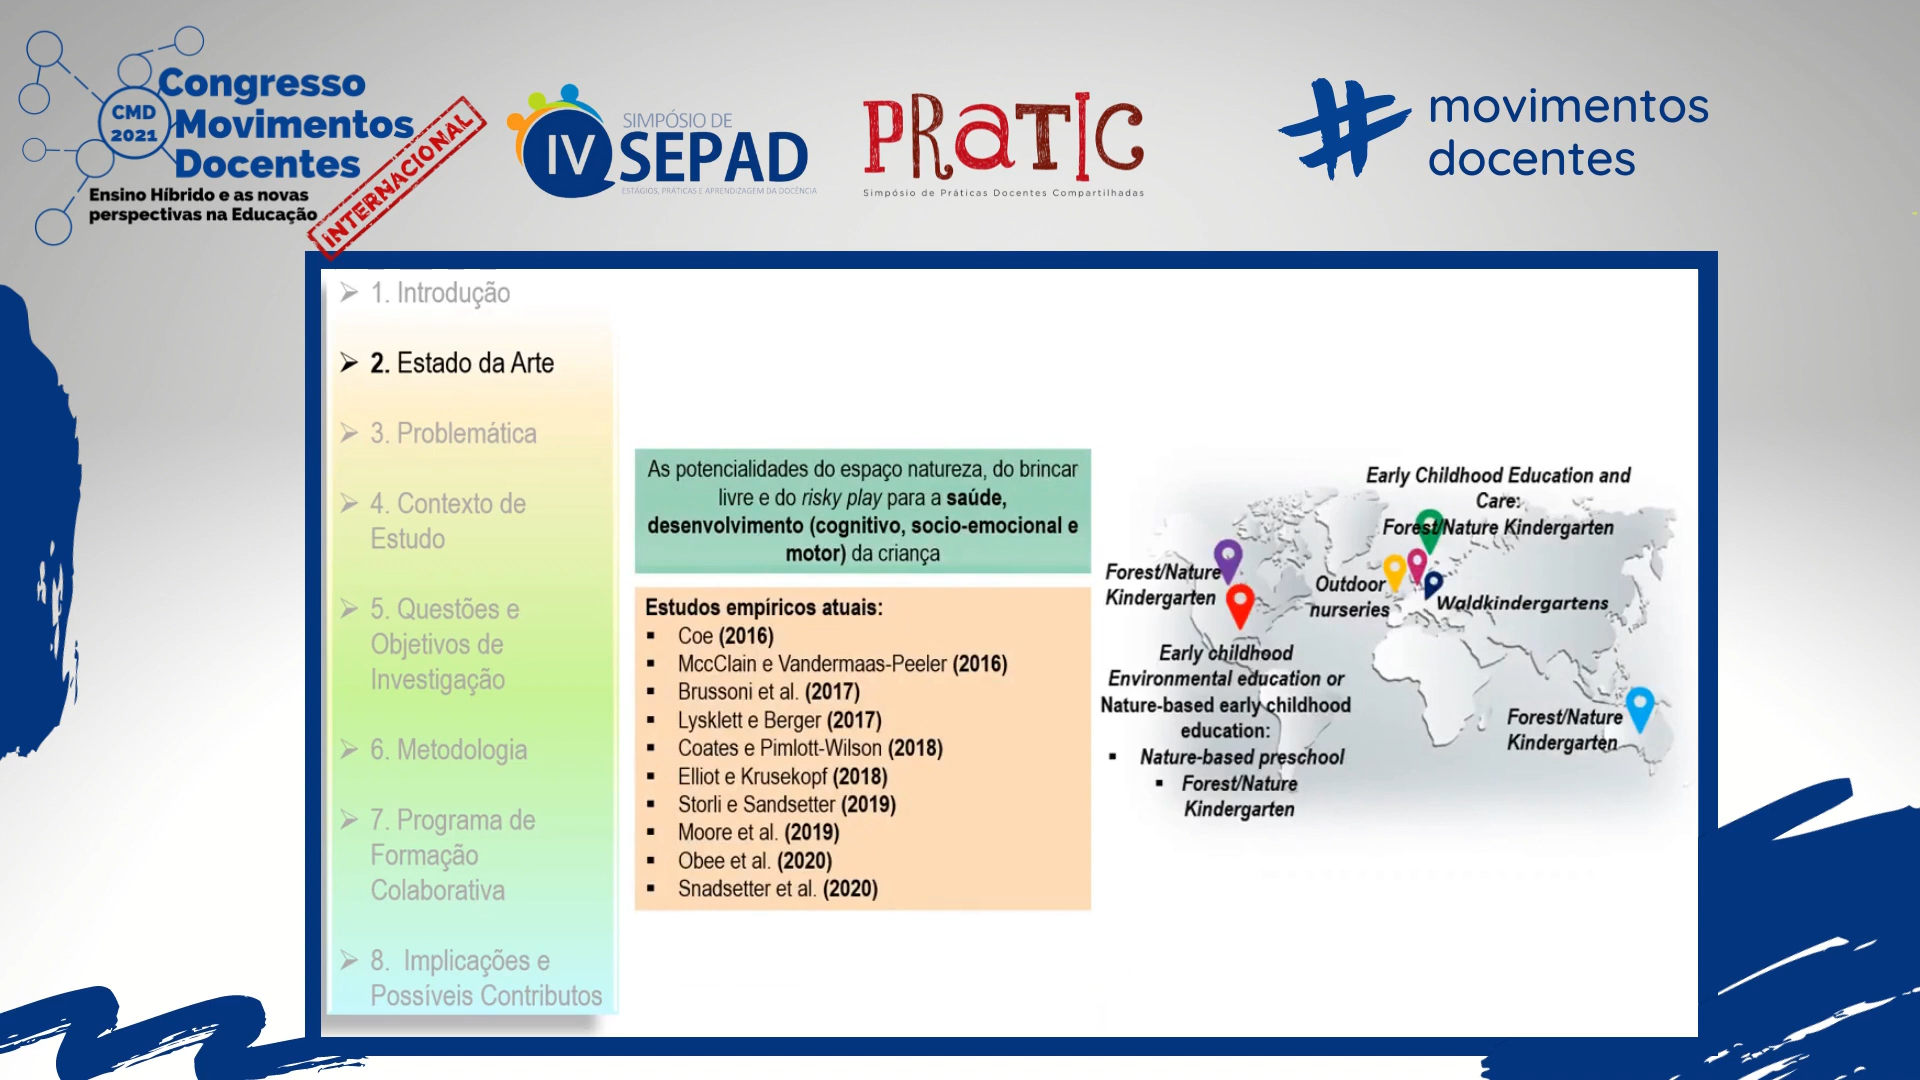 CMD
2021
Congresso
Movimentos
Docentes
Ensino Híbrido e as novas
perspectivas na Educação
INTERNACIONAL
IV
SIMPÓSIO DE
SEPAD
ESTÁGIOS, PRÁTICAS E APRENDIZAGEM DA DOCÊNCIA
PRATIC
Simpósio de Práticas Docentes Compartilhadas
# movimentos
docentes
➢ 1. Introdução
➢ 2. Estado da Arte
➢ 3. Problemática
➢ 4. Contexto de
Estudo
➢ 5. Questões e
Objetivos de
Investigação
➢ 6. Metodologia
➢ 7. Programa de
Formação
Colaborativa
➢ 8. Implicações e
Possíveis Contributos
As potencialidades do espaço natureza, do brincar
livre e do risky play para a saúde,
desenvolvimento (cognitivo, socio-emocional e
motor) da criança
Estudos empíricos atuais:
▪ Coe (2016)
▪ MccClain e Vandermaas-Peeler (2016)
▪ Brussoni et al. (2017)
▪ Lysklett e Berger (2017)
▪ Coates e Pimlott-Wilson (2018)
▪ Elliot e Krusekopf (2018)
▪ Storli e Sandsetter (2019)
▪ Moore et al. (2019)
▪ Obee et al. (2020)
▪ Snadsetter et al. (2020)
Early Childhood Education and
Care:
Forest/Nature Kindergarten
Forest/Nature
Kindergarten
Outdoor
nurseries
Waldkindergartens
Early childhood
Environmental education or
Nature-based early childhood
education:
▪ Nature-based preschool
▪ Forest/Nature
Kindergarten
Forest/Nature
Kindergarten